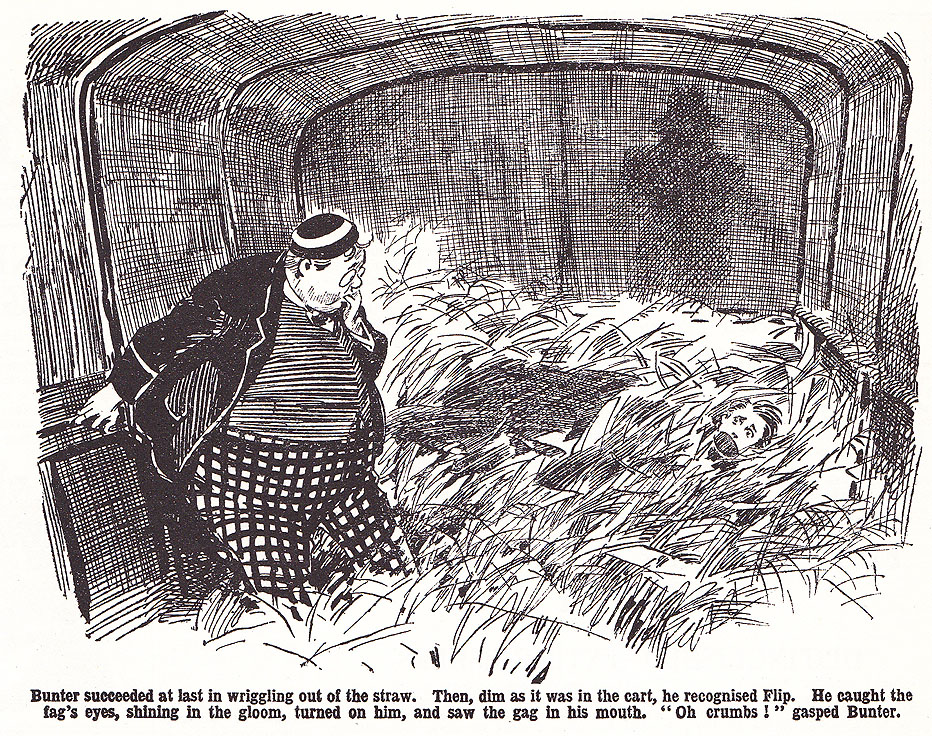 Bunter succeeded at last in wriggling out of the straw. Then, dim as it was in the cart, he recognised Flip. He caught the
fag's eyes, shining in the gloom, turned on him, and saw the gag in his mouth. “Oh crumbs!” gasped Bunter.